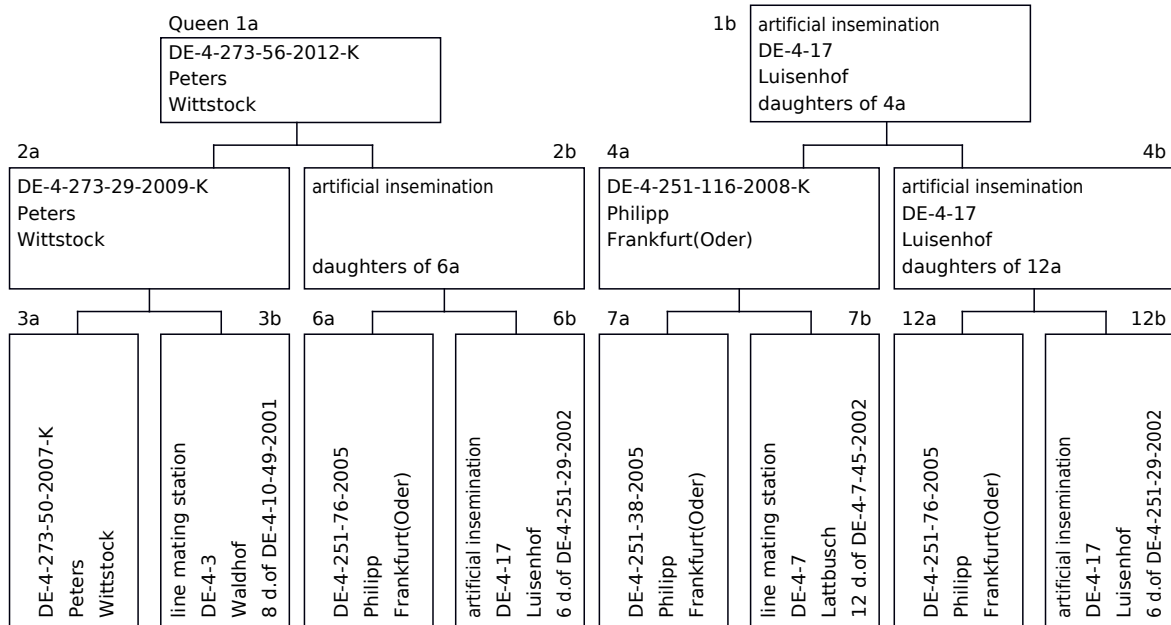 Queen 1a
DE-4-273-56-2012-K
Peters
Wittstock
1b
artificial insemination
DE-4-17
Luisenhof
daughters of 4a
2a
DE-4-273-29-2009-K
Peters
Wittstock
2b
artificial insemination
daughters of 6a
4a
DE-4-251-116-2008-K
Philipp
Frankfurt(Oder)
4b
artificial insemination
DE-4-17
Luisenhof
daughters of 12a
3a
DE-4-273-50-2007-K
Peters
Wittstock
3b
line mating station
DE-4-3
Waldhof
8 d.of DE-4-10-49-2001
6a
DE-4-251-76-2005
Philipp
Frankfurt(Oder)
6b
artificial insemination
DE-4-17
Luisenhof
6 d.of DE-4-251-29-2002
7a
DE-4-251-38-2005
Philipp
Frankfurt(Oder)
7b
line mating station
DE-4-7
Lattbusch
12 d.of DE-4-7-45-2002
12a
DE-4-251-76-2005
Philipp
Frankfurt(Oder)
12b
artificial insemination
DE-4-17
Luisenhof
6 d.of DE-4-251-29-2002